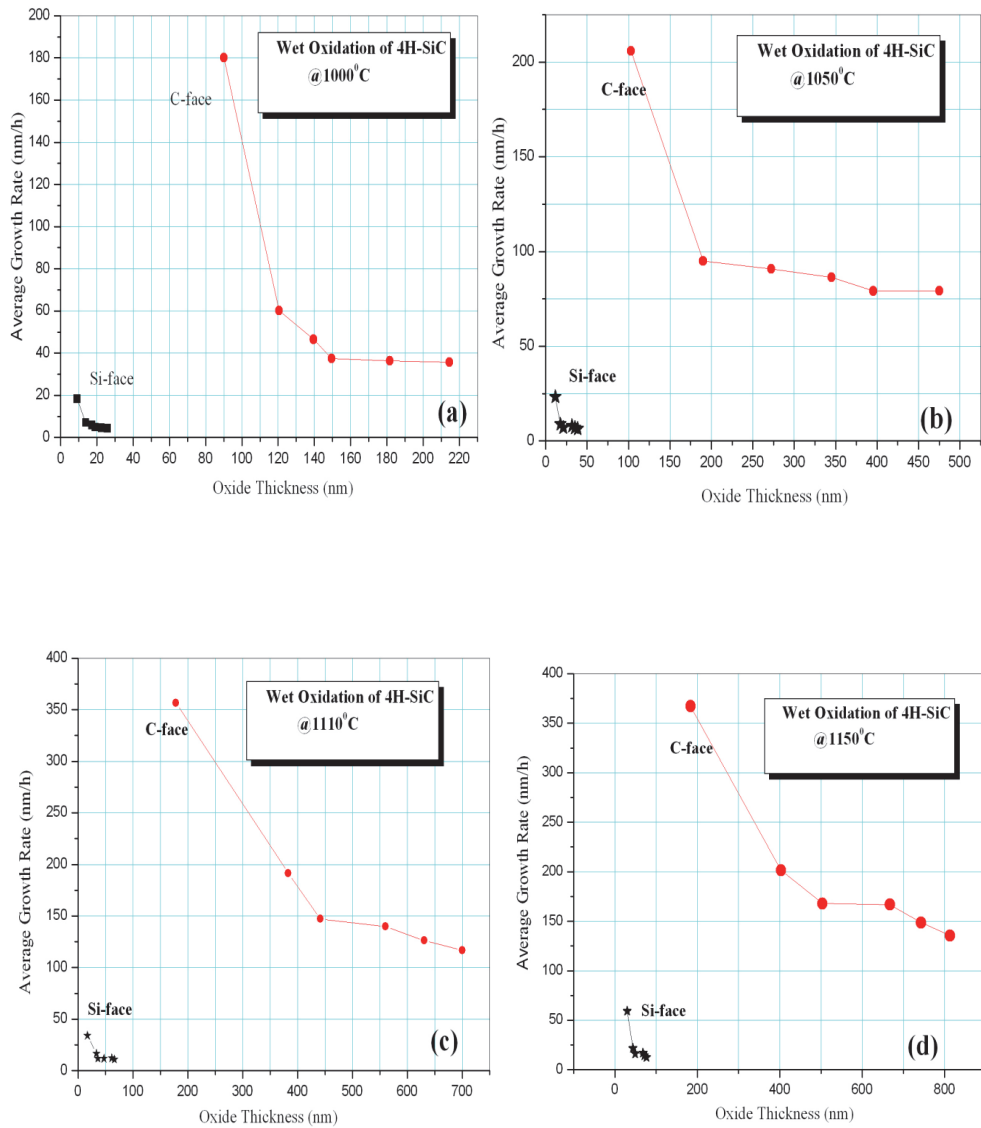 Wet Oxidation of 4H-SiC
@1000⁰C
C-face
Si-face
(a)
Average Growth Rate (nm/h)
200
180
160
140
120
100
80
60
40
20
0
0 20 40 60 80 100 120 140 160 180 200 220
Oxide Thickness (nm)
Wet Oxidation of 4H-SiC
@1050⁰C
C-face
Si-face
(b)
Average Growth Rate (nm/h)
200
150
100
50
0
0 50 100 150 200 250 300 350 400 450 500
Oxide Thickness (nm)
Wet Oxidation of 4H-SiC
@1110⁰C
C-face
Si-face
(c)
Average Growth Rate (nm/h)
400
350
300
250
200
150
100
50
0
0 100 200 300 400 500 600 700
Oxide Thickness (nm)
Wet Oxidation of 4H-SiC
@1150⁰C
C-face
Si-face
(d)
Average Growth Rate (nm/h)
400
350
300
250
200
150
100
50
0
0 200 400 600 800
Oxide Thickness (nm)